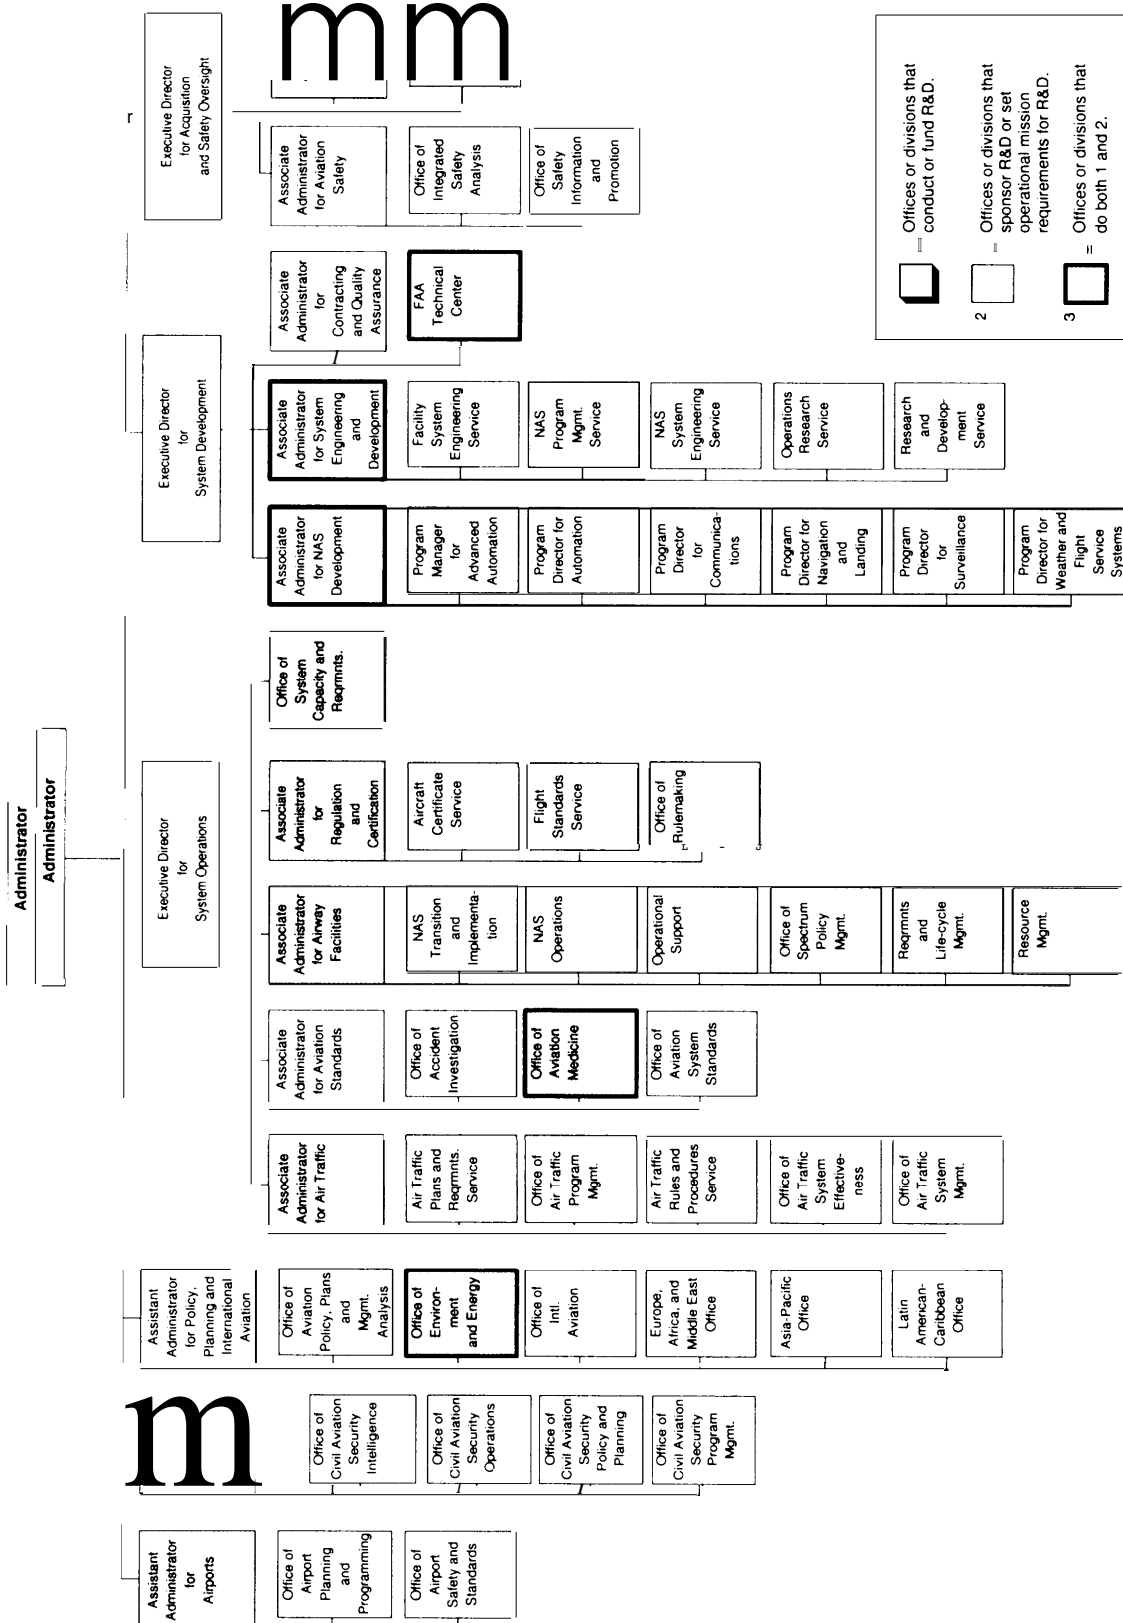 Administrator
Administrator
Assistant
Administrator
for
Airports
Office of
Airport
Planning
and
Programming
Office of
Airport
Safety and
Standards
m
Office of
Civil Aviation
Security
Intelligence
Office of
Civil Aviation
Security
Operations
Office of
Civil Aviation
Security
Policy and
Planning
Office of
Civil Aviation
Security
Program
Mgmt.
Assistant
Administrator
for Policy,
Planning and
International
Aviation
Office of
Aviation
Policy, Plans
and
Mgmt.
Analysis
Office of
Environ-
ment
and Energy
Office of
Intl.
Aviation
Europe,
Africa, and
Middle East
Office
Asia-Pacific
Office
Latin
American-
Caribbean
Office
Executive Director
for
System Operations
Associate
Administrator
for Air Traffic
Air Traffic
Plans and
Reqmnts.
Service
Office of
Air Traffic
Program
Mgmt.
Air Traffic
Rules and
Procedures
Service
Office of
Air Traffic
System
Effective-
ness
Office of
Air Traffic
System
Mgmt.
Associate
Administrator
for Aviation
Standards
Office of
Accident
Investigation
Office of
Aviation
Medicine
Office of
Aviation
System
Standards
Associate
Administrator
for Airway
Facilities
NAS
Transition
and
Implementa-
tion
NAS
Operations
Operational
Support
Office of
Spectrum
Policy
Mgmt.
Reqrmnts
and
Life-cycle
Mgmt.
Resource
Mgmt.
Associate
Administrator
for
Regulation
and
Certification
Aircraft
Certificate
Service
Flight
Standards
Service
Office of
Rulemaking
Office of
System
Capacity and
Reqrmnts.
Executive Director
for
System Development
Associate
Administrator
for NAS
Development
Program
Manager
for
Advanced
Automation
Program
Director for
Automation
Program
Director
for
Communica-
tions
Program
Director for
Navigation
and
Landing
Program
Director
for
Surveillance
Program
Director for
Weather and
Flight
Service
Systems
Associate
Administrator
for System
Engineering
and
Development
Facility
System
Engineering
Service
NAS
Program
Mgmt.
Service
NAS
System
Engineering
Service
Operations
Research
Service
Research
and
Develop-
ment
Service
Associate
Administrator
for
Contracting
and Quality
Assurance
FAA
Technical
Center
Executive Director
for Acquisition
and Safety Oversight
Associate
Administrator
for Aviation
Safety
Office of
Integrated
Safety
Analysis
Office of
Safety
Information
and
Promotion
m
m
= Offices or divisions that
conduct or fund R&D.
2 = Offices or divisions that
sponsor R&D or set
operational mission
requirements for R&D.
3 = Offices or divisions that
do both 1 and 2.